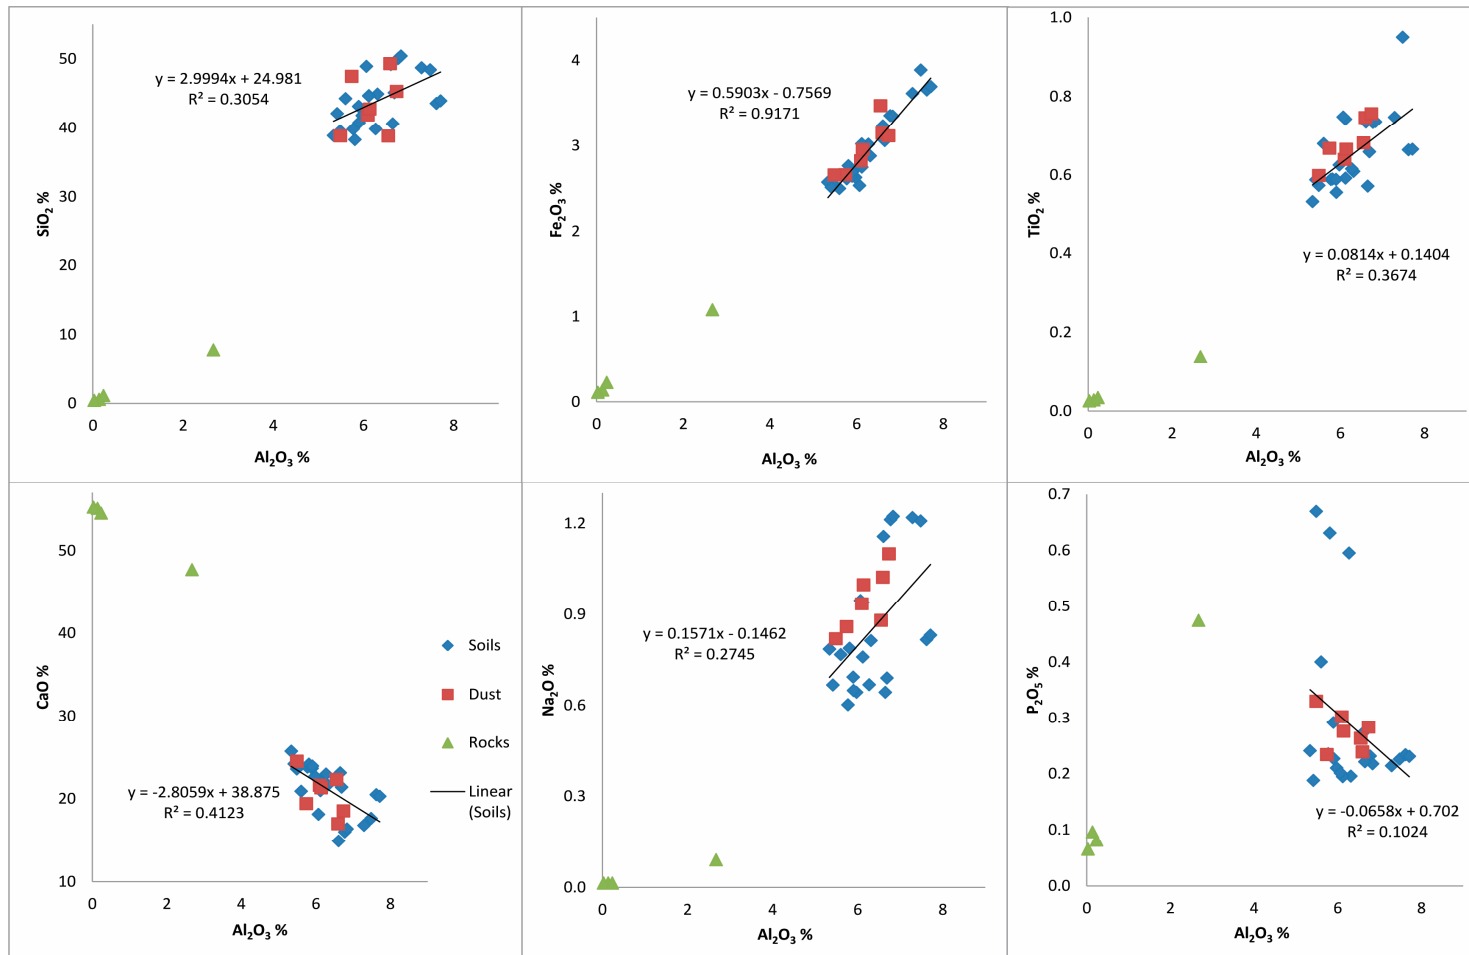 50
40
30
20
10
0
SiO₂ %
y = 2.9994x + 24.981
R² = 0.3054
0 2 4 6 8
Al₂O₃ %
4
3
2
1
0
Fe₂O₃ %
y = 0.5903x - 0.7569
R² = 0.9171
0 2 4 6 8
Al₂O₃ %
1.0
0.8
0.6
0.4
0.2
0.0
TiO₂ %
y = 0.0814x + 0.1404
R² = 0.3674
0 2 4 6 8
Al₂O₃ %
50
40
30
20
10
CaO %
y = -2.8059x + 38.875
R² = 0.4123
0 2 4 6 8
Al₂O₃ %
Soils
Dust
Rocks
Linear
(Soils)
1.2
0.9
0.6
0.3
0.0
Na₂O %
y = 0.1571x - 0.1462
R² = 0.2745
0 2 4 6 8
Al₂O₃ %
0.7
0.6
0.5
0.4
0.3
0.2
0.1
0.0
P₂O₅ %
y = -0.0658x + 0.702
R² = 0.1024
0 2 4 6 8
Al₂O₃ %